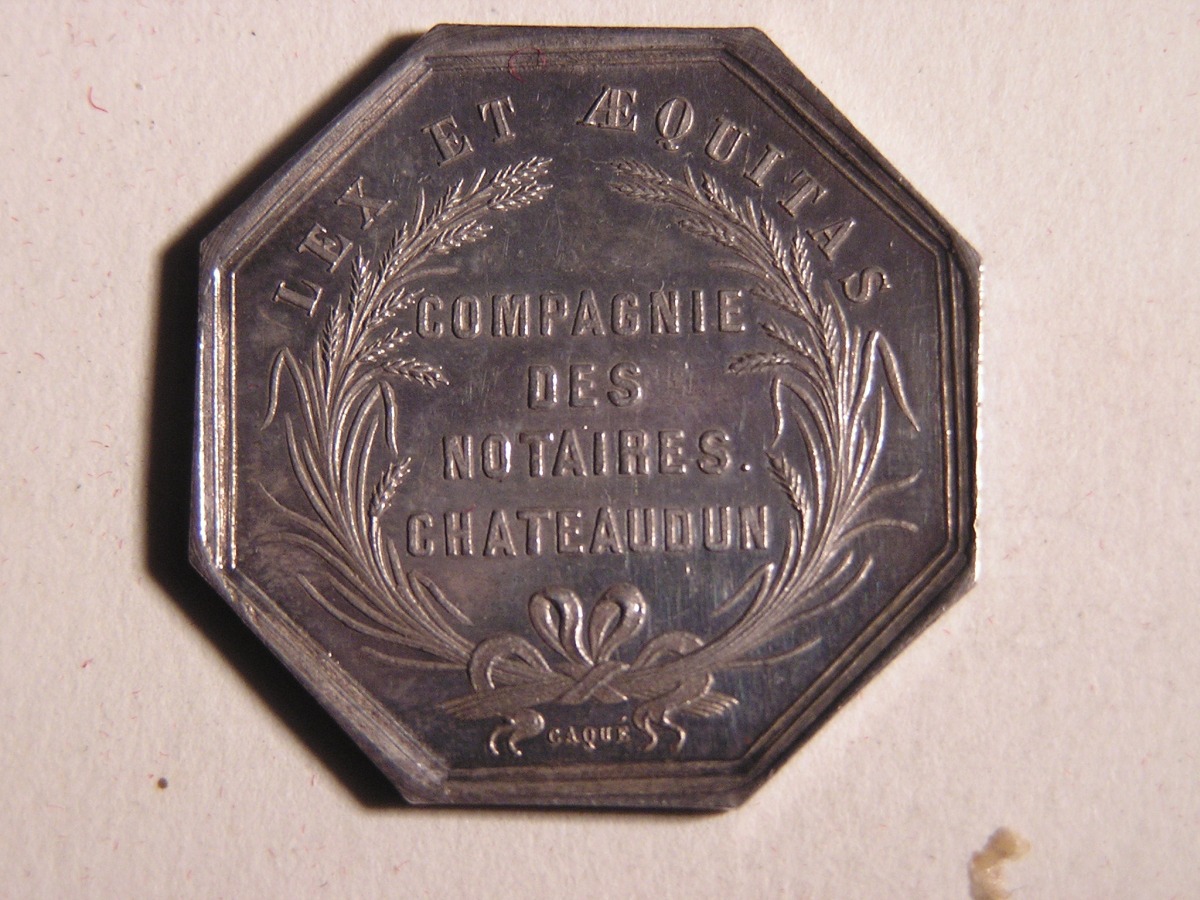 LEX ET ÆQUITAS
COMPAGNIE
DES
NOTAIRES.
CHATEAUDUN
CAQUÉ